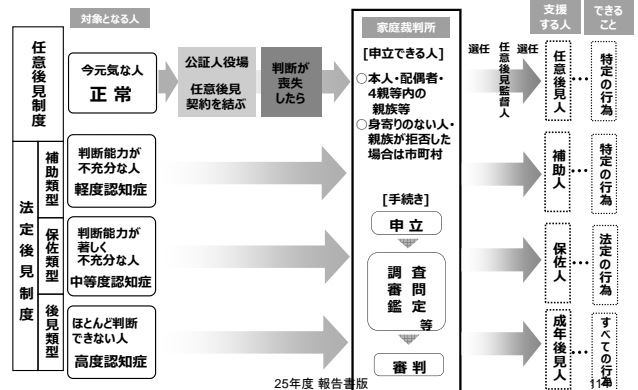 対象となる人
支援
する人
できる
こと
任意後見制度
今元気な人
正 常
公証人役場
任意後見
契約を結ぶ
判断が
喪失
したら
家庭裁判所
[申立できる人]
○本人・配偶者・
4親等内の
親族等
○身寄りのない人・
親族が拒否した
場合は市町村
[手続き]
申 立
調 査
審 問
鑑 定
等
審 判
選任
任意後見監督人
選任
任意後見人
…
特定の行為
法定後見制度
補助類型
判断能力が
不充分な人
軽度認知症
補助人
…
特定の行為
保佐類型
判断能力が
著しく
不充分な人
中等度認知症
保佐人
…
法定の行為
後見類型
ほとんど判断
できない人
高度認知症
成年後見人
…
すべての行為
25年度 報告書版